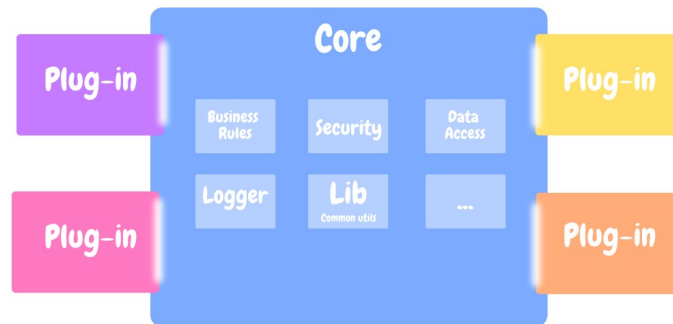 Core
Plug-in
Plug-in
Business
Rules
Security
Data
Access
Logger
Lib
Common utils
...
Plug-in
Plug-in